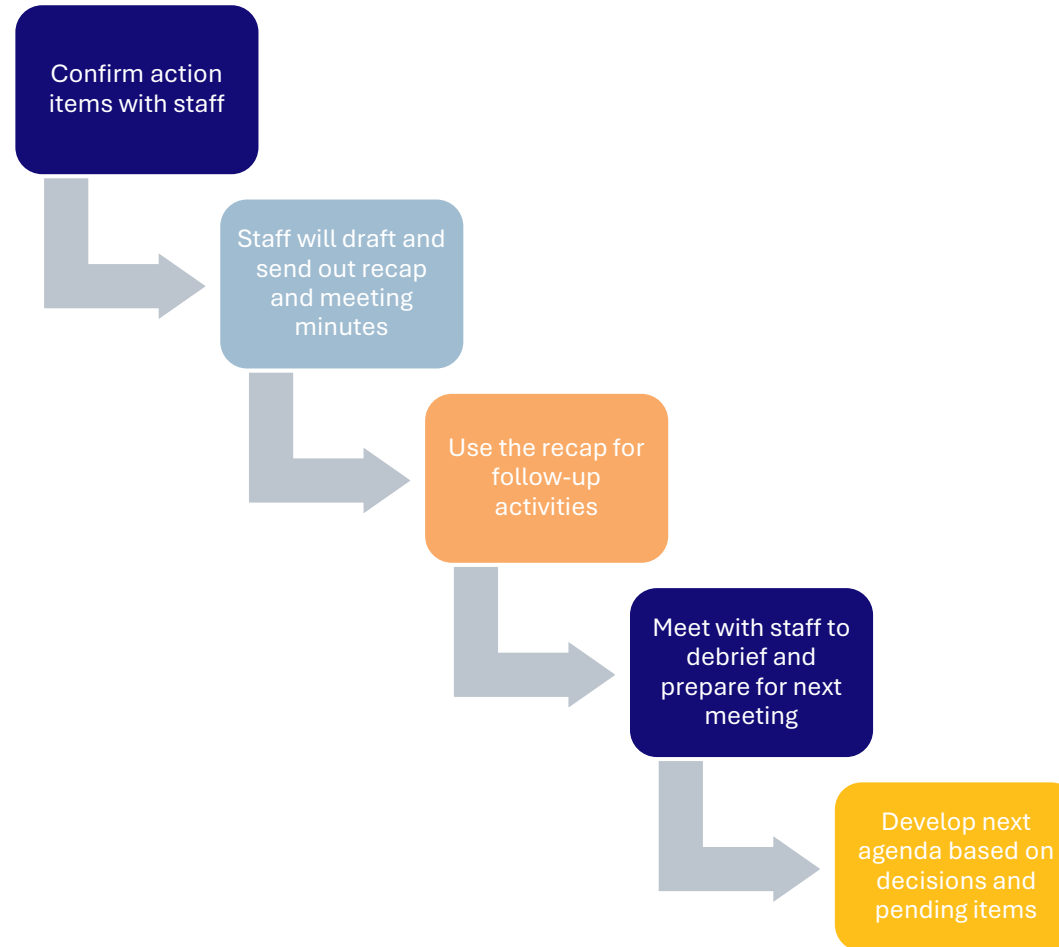 Confirm action
items with staff
Staff will draft and
send out recap
and meeting
minutes
Use the recap for
follow-up
activities
Meet with staff to
debrief and
prepare for next
meeting
Develop next
agenda based on
decisions and
pending items